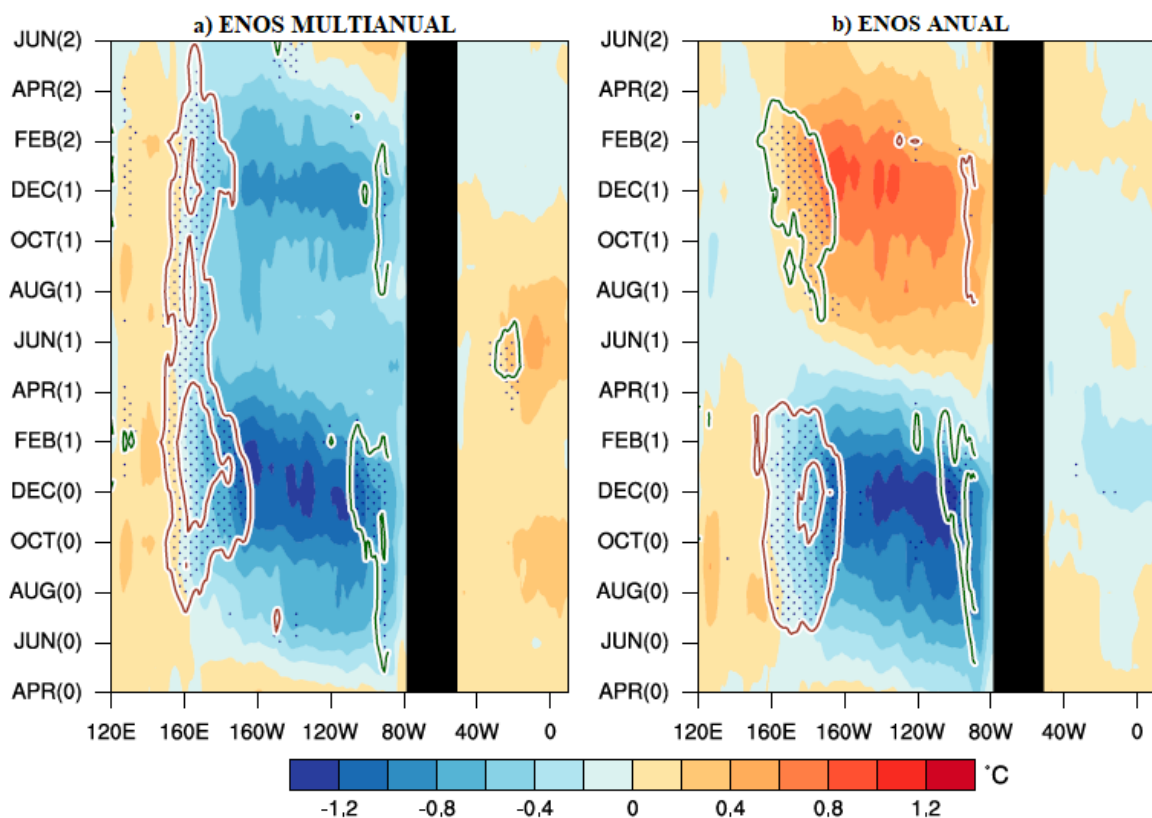 a) ENOS MULTIANUAL
b) ENOS ANUAL
JUN(2)
APR(2)
FEB(2)
DEC(1)
OCT(1)
AUG(1)
JUN(1)
APR(1)
FEB(1)
DEC(0)
OCT(0)
AUG(0)
JUN(0)
APR(0)
120E 160E 160W 120W 80W 40W 0
JUN(2)
APR(2)
FEB(2)
DEC(1)
OCT(1)
AUG(1)
JUN(1)
APR(1)
FEB(1)
DEC(0)
OCT(0)
AUG(0)
JUN(0)
APR(0)
120E 160E 160W 120W 80W 40W 0
-1,2 -0,8 -0,4 0 0,4 0,8 1,2
°C